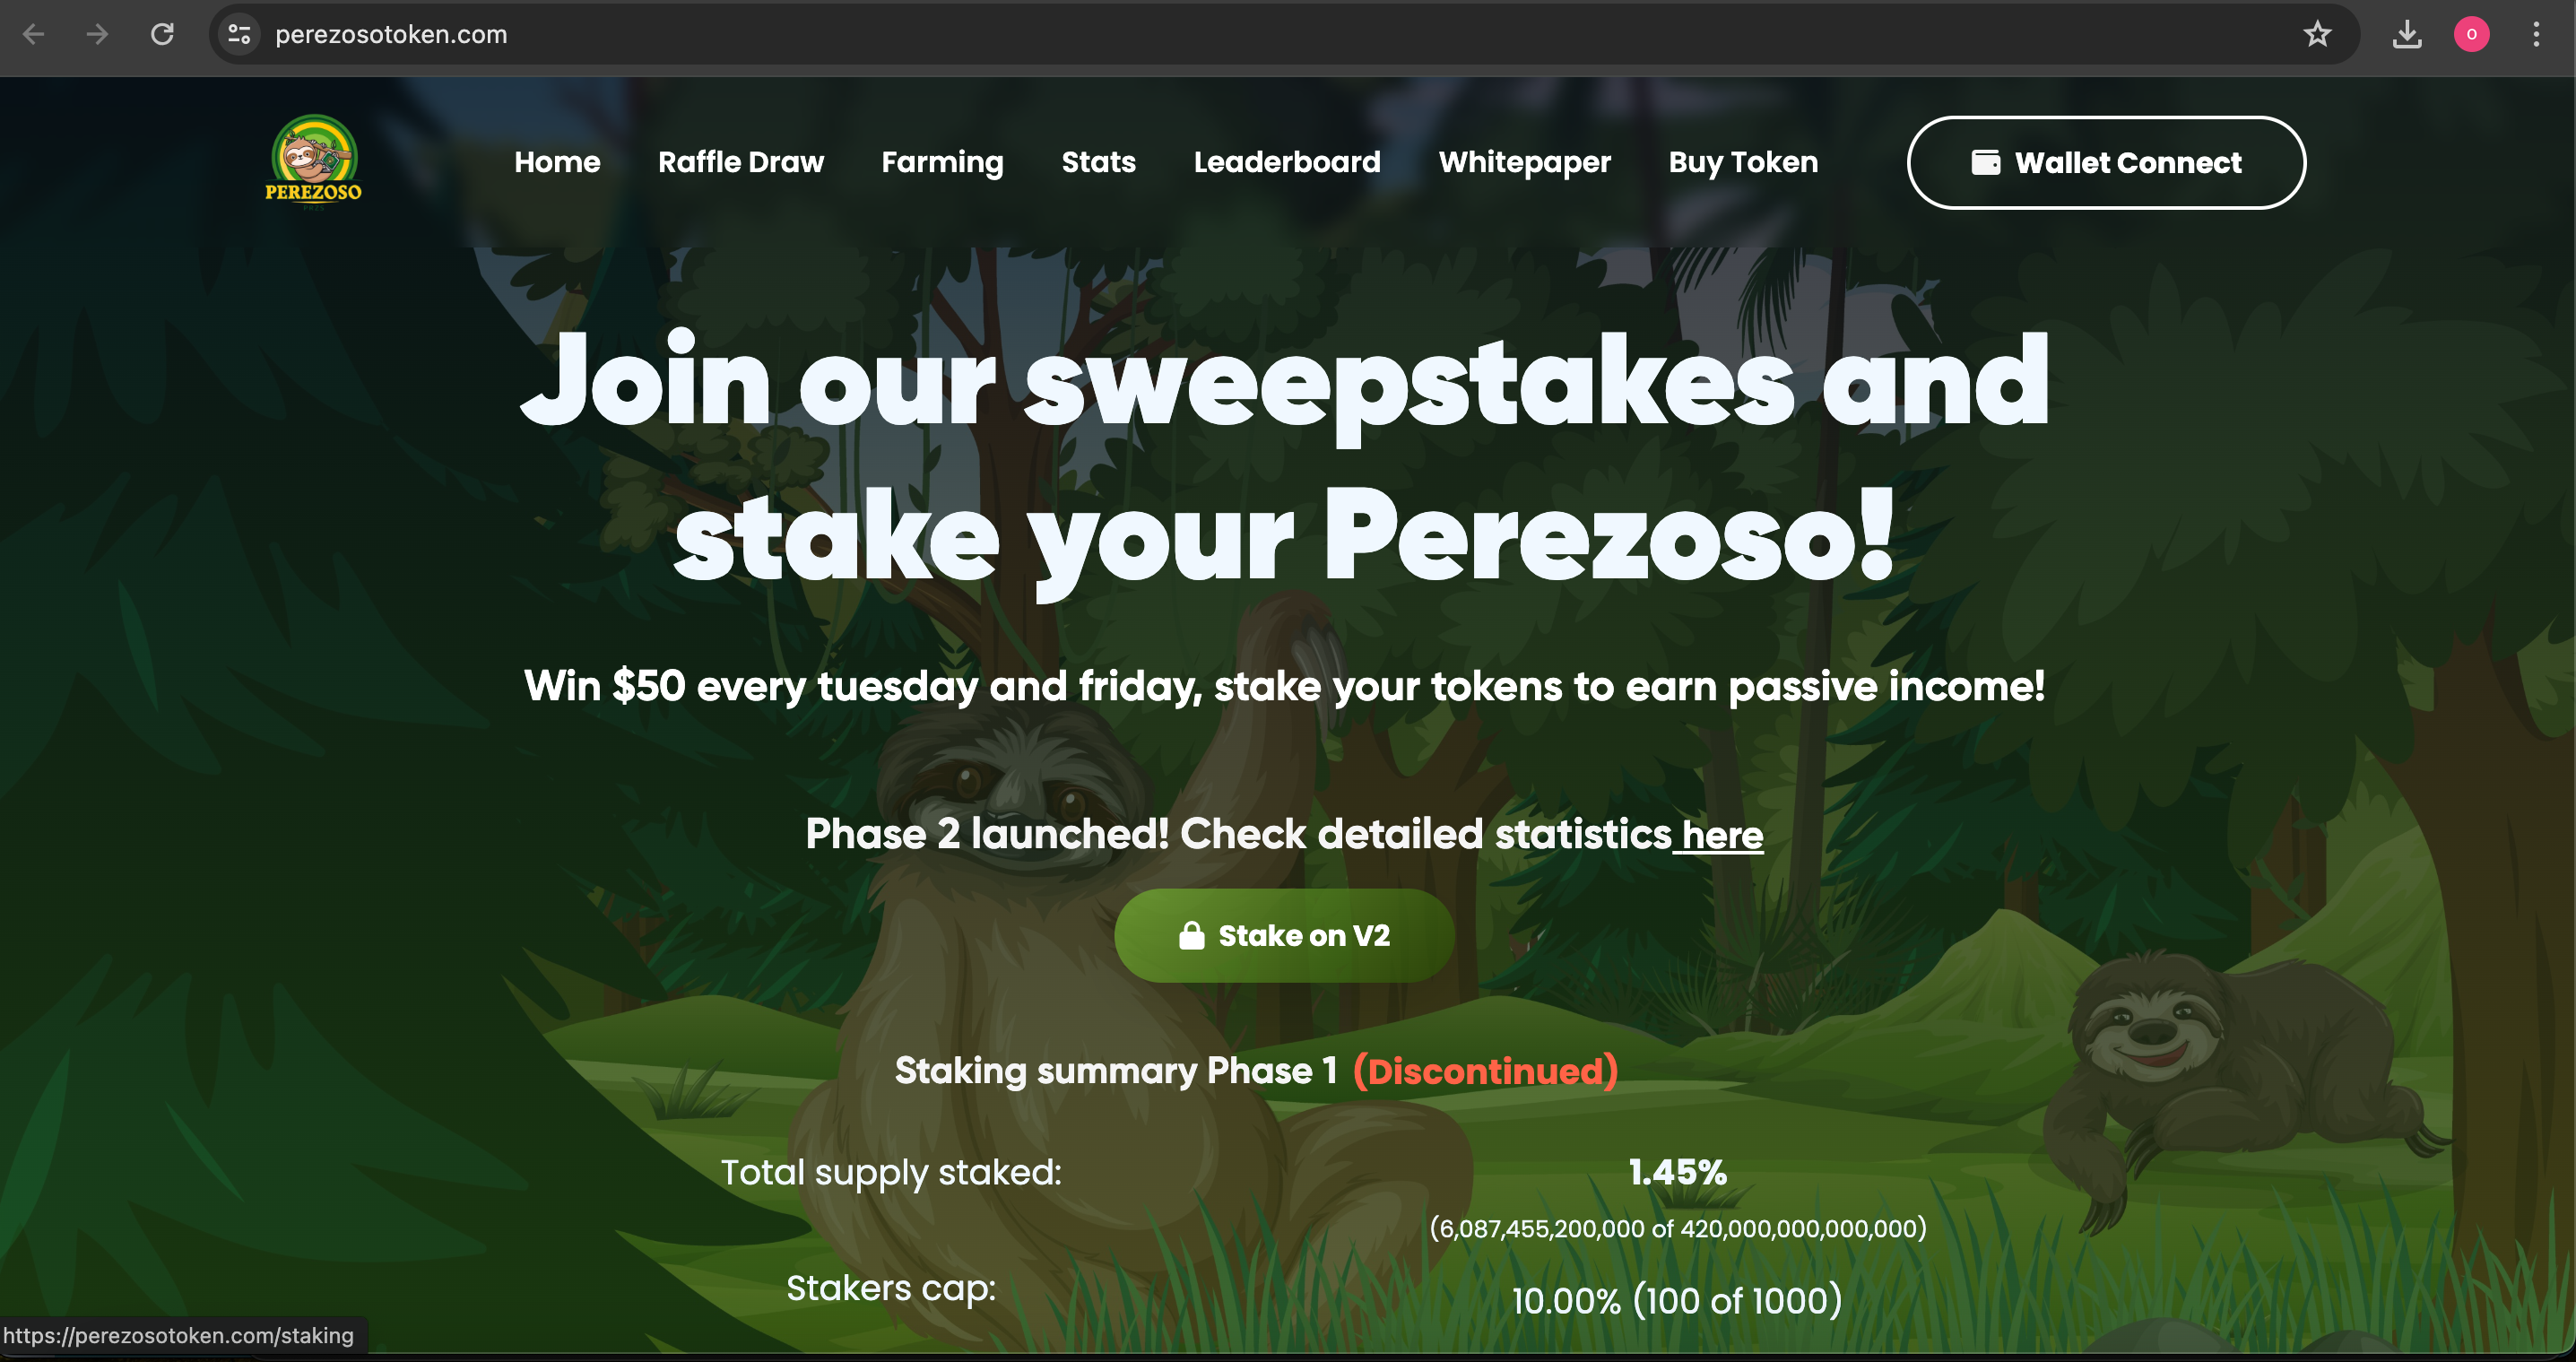 perezosotoken.com
O
PEREZOSO
Home Raffle Draw Farming Stats Leaderboard Whitepaper Buy Token Wallet Connect
Join our sweepstakes and
stake your Perezoso!
Win $50 every tuesday and friday, stake your tokens to earn passive income!
Phase 2 launched! Check detailed statistics here
Stake on V2
Staking summary Phase 1 (Discontinued)
Total supply staked: 1.45%
(6,087,455,200,000 of 420,000,000,000,000)
Stakers cap: 10.00% (100 of 1000)
https://perezosotoken.com/staking